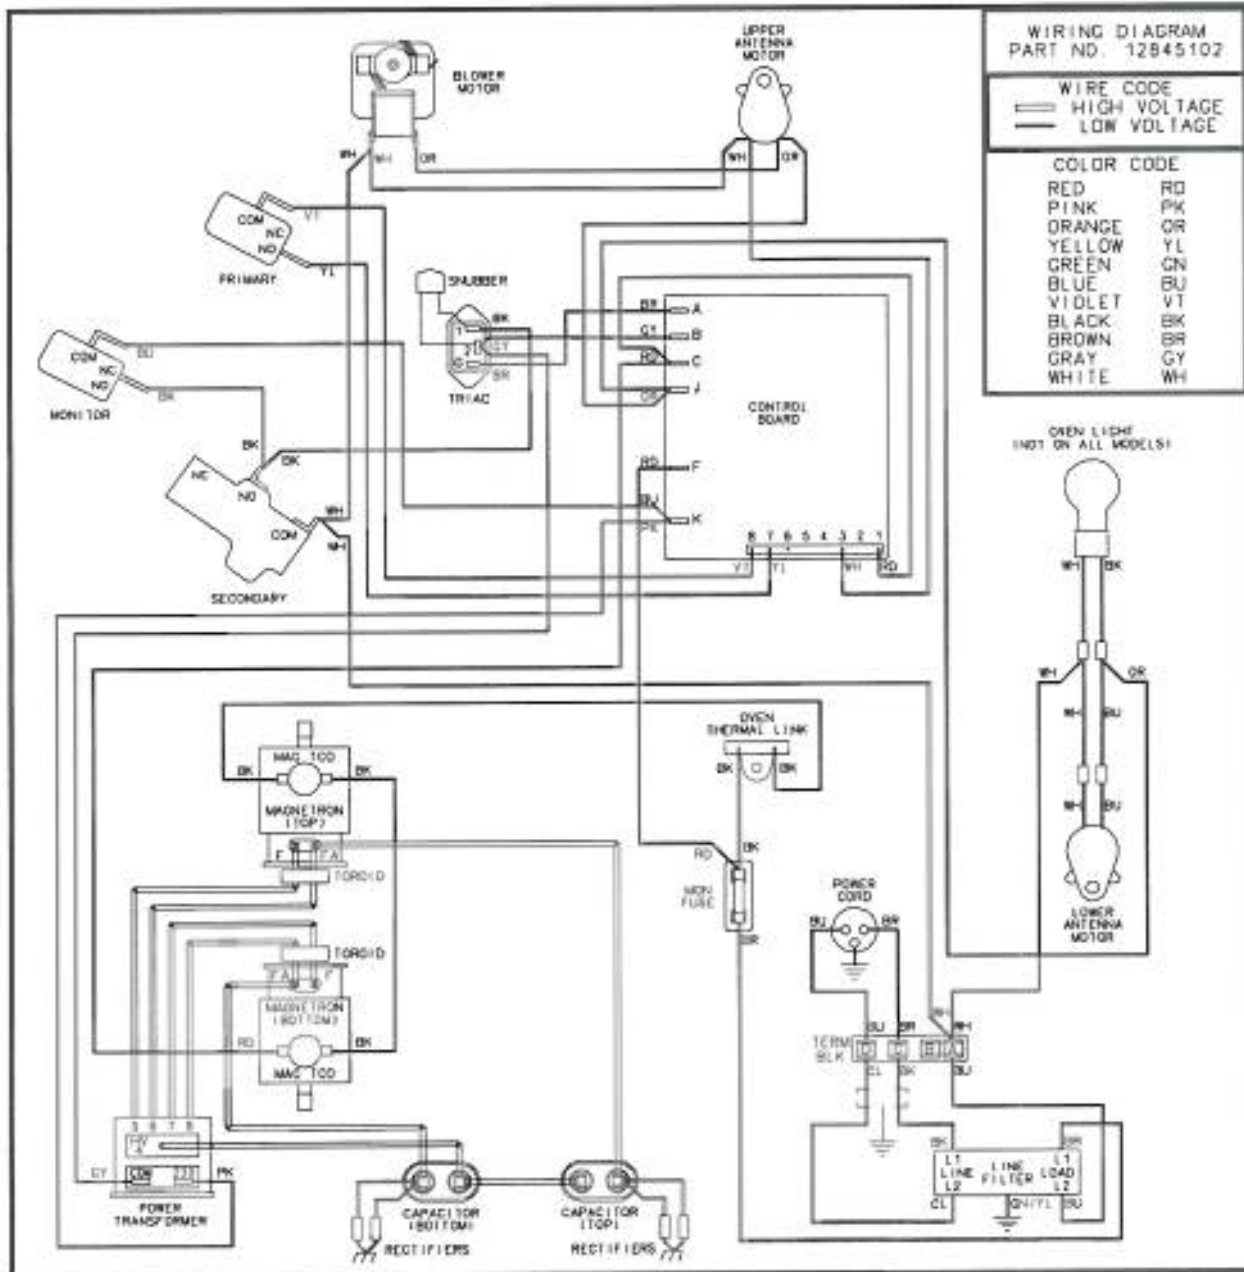 WIRING DIAGRAM
PART NO. 12845102
WIRE CODE
HIGH VOLTAGE
LOW VOLTAGE
COLOR CODE
RED RD
PINK PK
ORANGE OR
YELLOW YL
GREEN GN
BLUE BU
VIOLET VT
BLACK BK
BROWN BR
GRAY GY
WHITE WH
BLOWER
MOTOR
WH WH OR
UPPER
ANTENNA
MOTOR
WH OR
COM
NC
NO
VT
YL
PRIMARY
SNUBBER
1
2
G
BK
GY
BR
TRIAC
COM
NC
NO
BU
BK
MONITOR
BK
BK
NC
NO
COM
WH
WH
SECONDARY
BR A
GY B
RD C
OR J
RD F
BU
PK K
CONTROL
BOARD
8 7 6 5 4 3 2 1
VT YL WH RD
OVEN LIGHT
(NOT ON ALL MODELS)
WH BK
WH OR
WH BU
WH BU
LOWER
ANTENNA
MOTOR
OVEN
THERMAL LINK
BK BK
BK MAG TCO BK
MAGNETRON
(TOP)
F FA
TOROID
TOROID
FA F
MAGNETRON
(BOTTOM)
RD BK
MAG TCO
RD BK
MON
FUSE
BR
POWER
CORD
BU BR
WH
BU BR WH
TERM
BLK
CL BK BU
BK BR
L1 L1
LINE LINE LOAD
FILTER
L2 L2
CL GN/YL BU
5 6 7 8
HV
4
GY COM PK
POWER
TRANSFORMER
CAPACITOR
(BOTTOM)
CAPACITOR
(TOP)
RECTIFIERS
RECTIFIERS